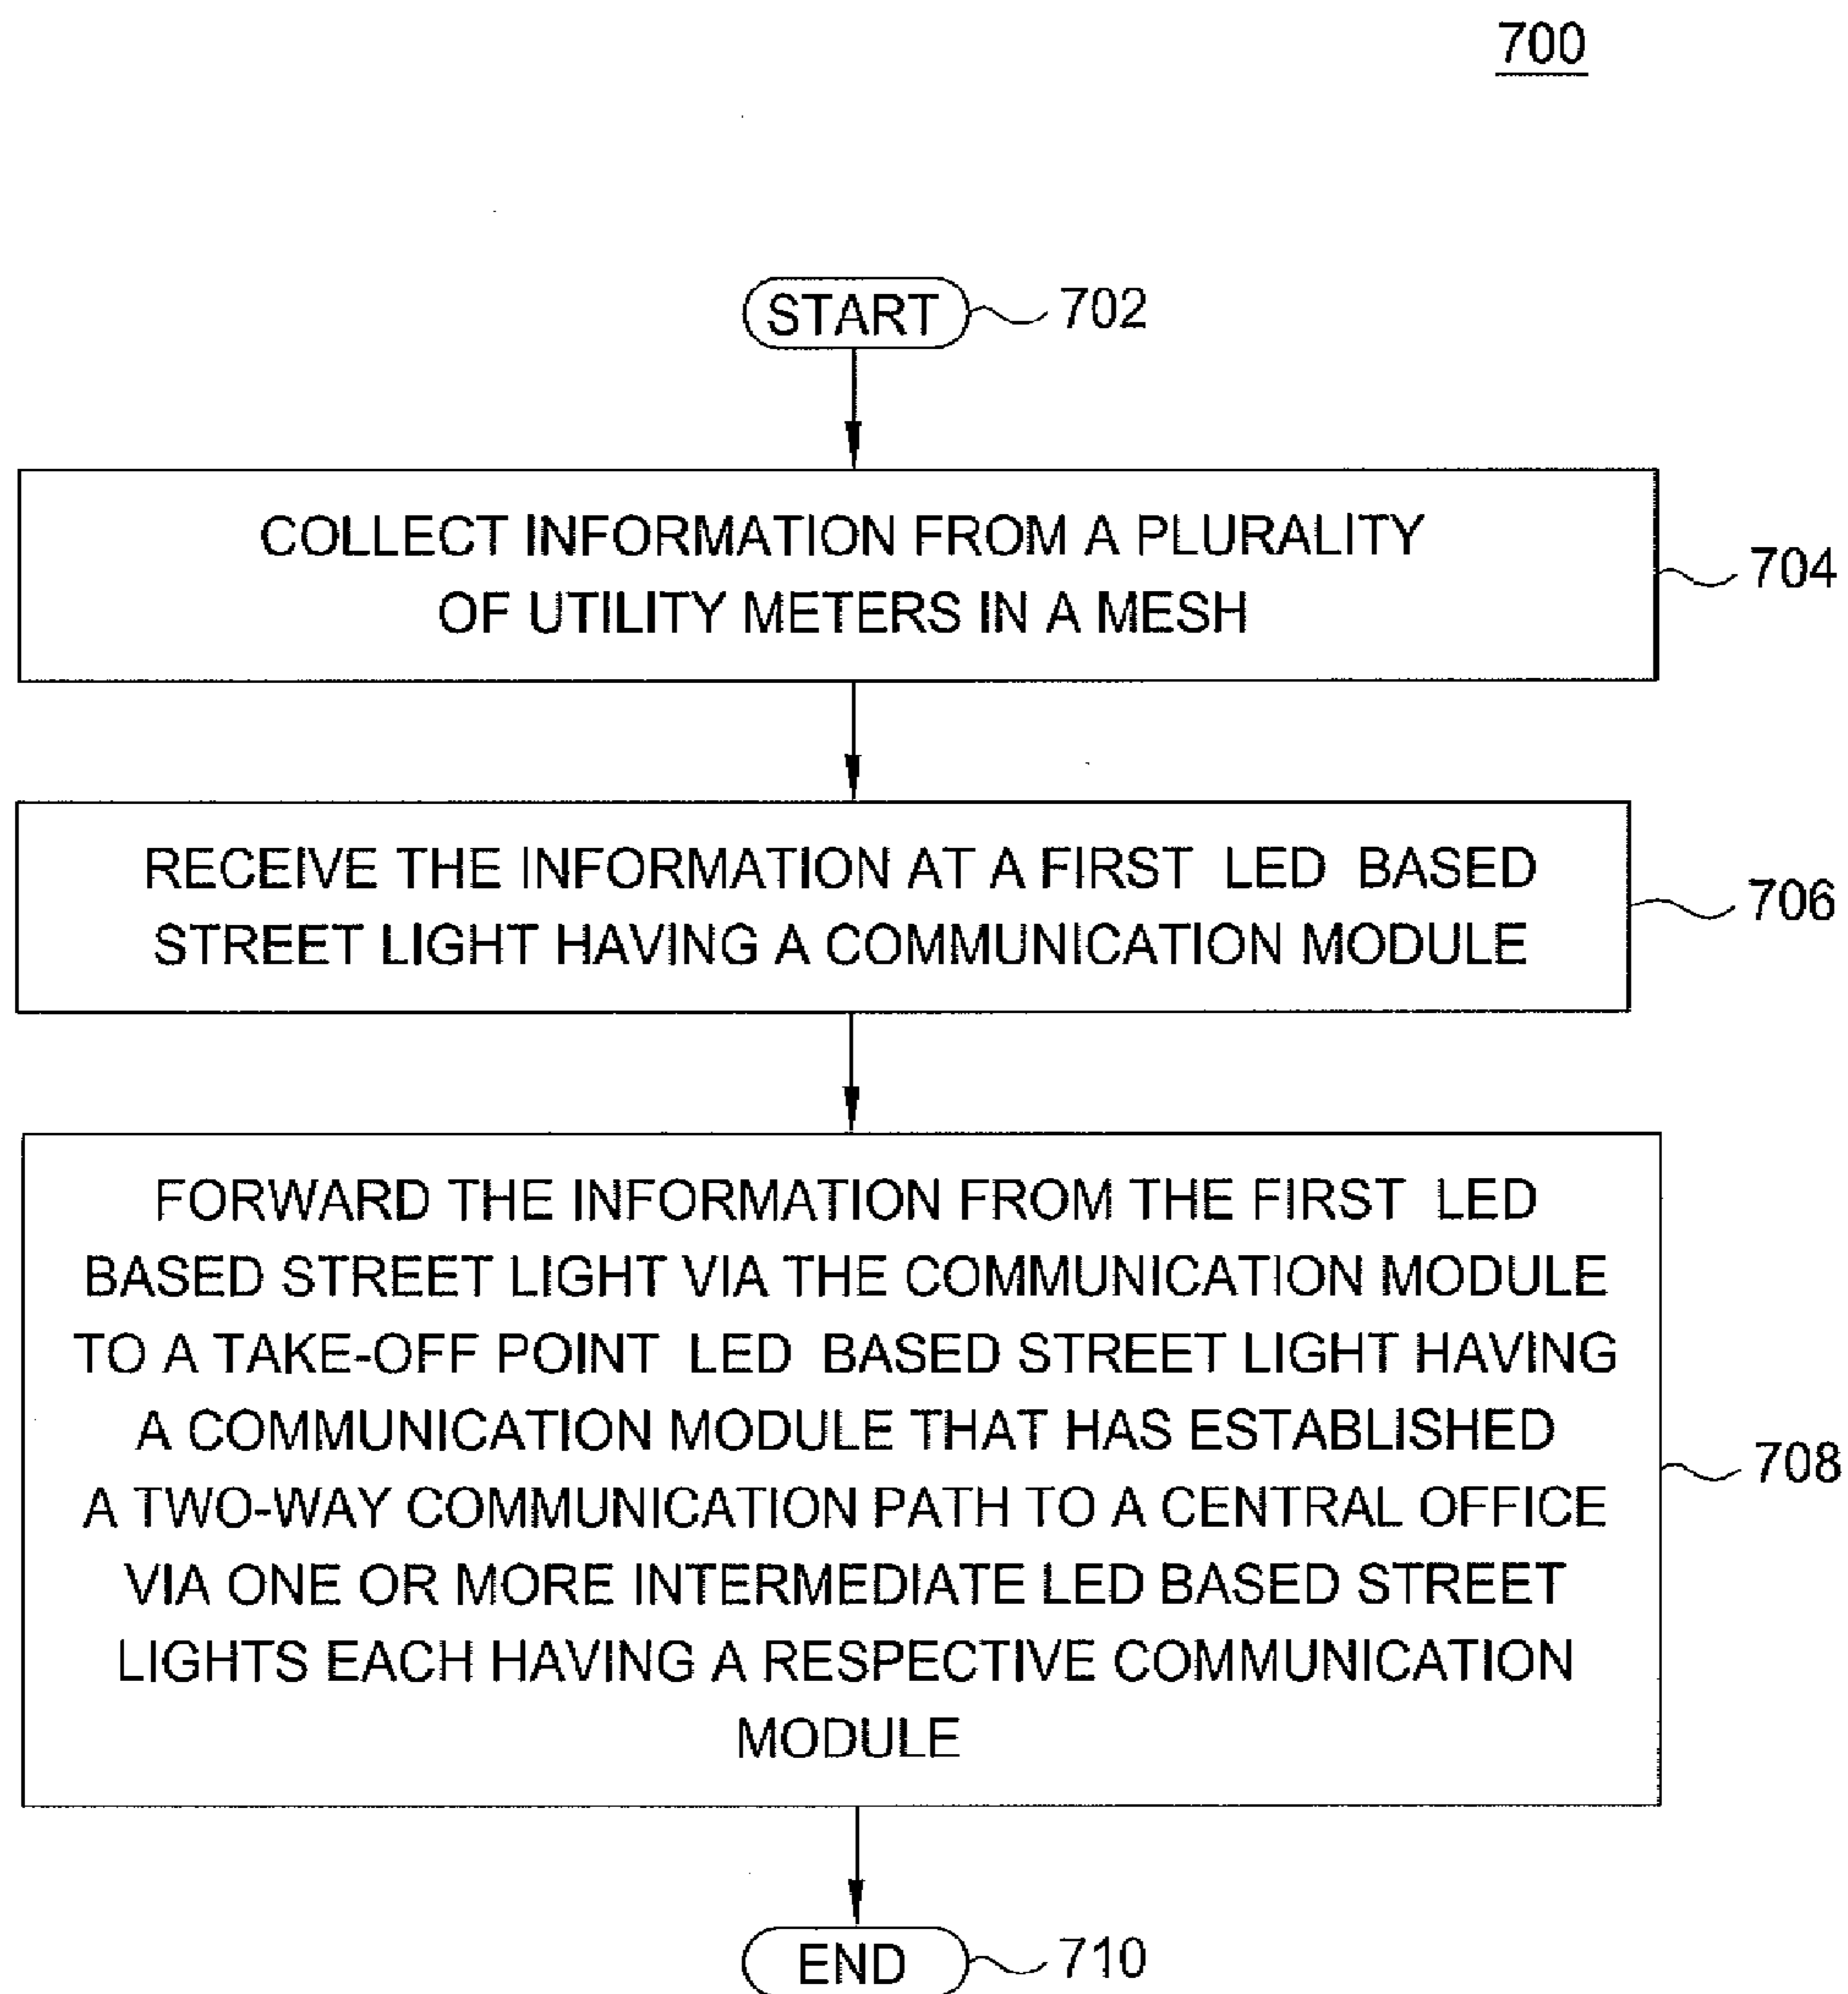 700
START 702
COLLECT INFORMATION FROM A PLURALITY
OF UTILITY METERS IN A MESH
704
RECEIVE THE INFORMATION AT A FIRST LED BASED
STREET LIGHT HAVING A COMMUNICATION MODULE
706
FORWARD THE INFORMATION FROM THE FIRST LED
BASED STREET LIGHT VIA THE COMMUNICATION MODULE
TO A TAKE-OFF POINT LED BASED STREET LIGHT HAVING
A COMMUNICATION MODULE THAT HAS ESTABLISHED
A TWO-WAY COMMUNICATION PATH TO A CENTRAL OFFICE
VIA ONE OR MORE INTERMEDIATE LED BASED STREET
LIGHTS EACH HAVING A RESPECTIVE COMMUNICATION
MODULE
708
END 710